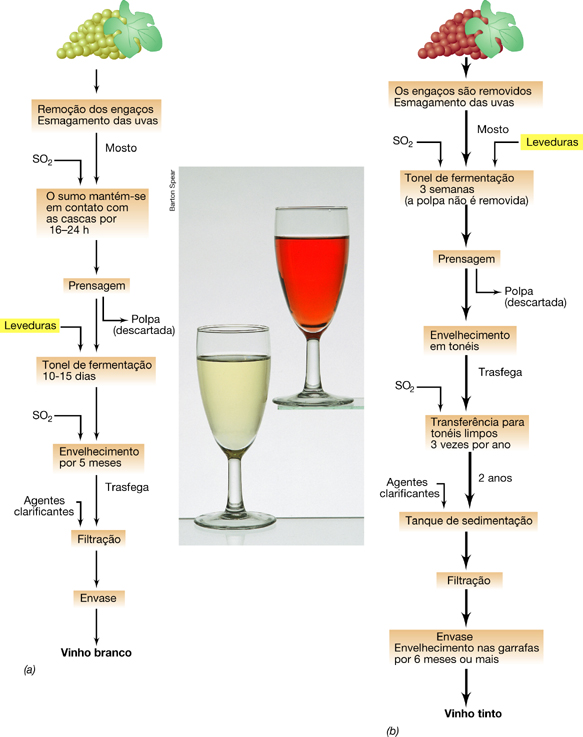 Remoção dos engaços
Esmagamento das uvas
SO2
Mosto
O sumo mantém-se
em contato com
as cascas por
16–24 h
Prensagem
Leveduras
Polpa
(descartada)
Tonel de fermentação
10-15 dias
SO2
Envelhecimento
por 5 meses
Trasfega
Agentes
clarificantes
Filtração
Envase
Vinho branco
(a)
Barton Spear
Os engaços são removidos
Esmagamento das uvas
SO2
Mosto
Leveduras
Tonel de fermentação
3 semanas
(a polpa não é removida)
Prensagem
Polpa
(descartada)
Envelhecimento
em tonéis
Trasfega
SO2
Transferência para
tonéis limpos
3 vezes por ano
Agentes
clarificantes
2 anos
Tanque de sedimentação
Filtração
Envase
Envelhecimento nas garrafas
por 6 meses ou mais
Vinho tinto
(b)